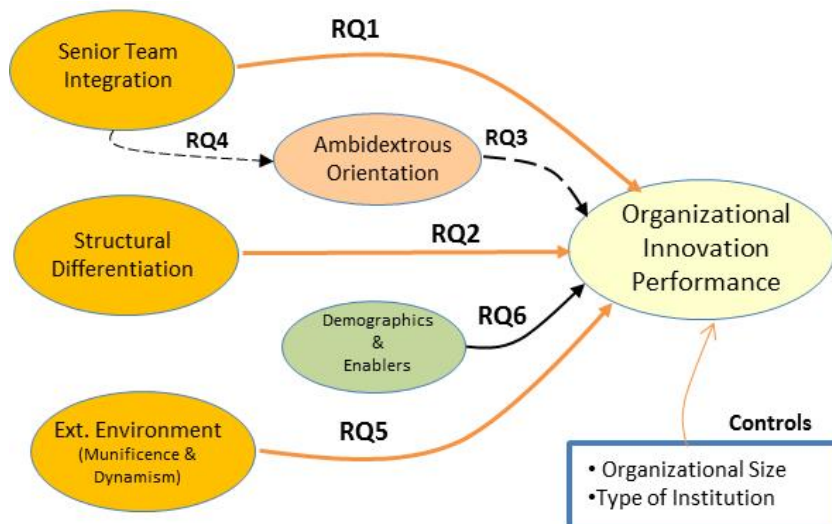 RQ1
Senior Team
Integration
RQ4
Ambidextrous
Orientation
RQ3
Structural
Differentiation
RQ2
Organizational
Innovation
Performance
Demographics
&
Enablers
RQ6
Ext. Environment
(Munificence &
Dynamism)
RQ5
Controls
• Organizational Size
•Type of Institution